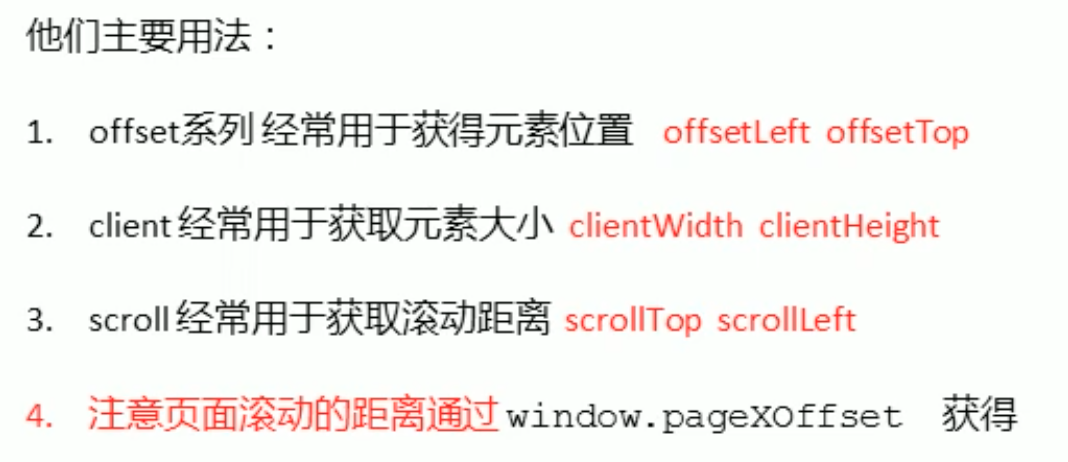 他们主要用法：
1. offset系列 经常用于获得元素位置 offsetLeft offsetTop
2. client 经常用于获取元素大小 clientWidth clientHeight
3. scroll 经常用于获取滚动距离 scrollTop scrollLeft
4. 注意页面滚动的距离通过 window.pageXOffset 获得